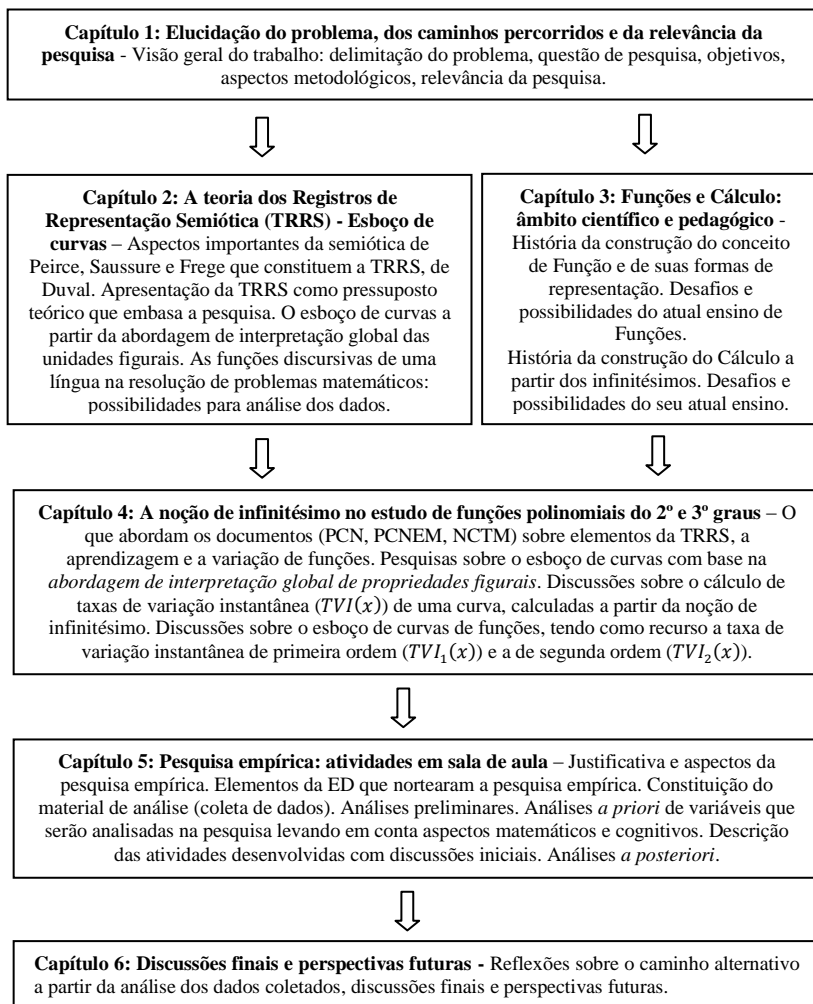 Capítulo 1: Elucidação do problema, dos caminhos percorridos e da relevância da
pesquisa - Visão geral do trabalho: delimitação do problema, questão de pesquisa, objetivos,
aspectos metodológicos, relevância da pesquisa.
Capítulo 2: A teoria dos Registros de
Representação Semiótica (TRRS) - Esboço de
curvas – Aspectos importantes da semiótica de
Peirce, Saussure e Frege que constituem a TRRS, de
Duval. Apresentação da TRRS como pressuposto
teórico que embasa a pesquisa. O esboço de curvas a
partir da abordagem de interpretação global das
unidades figurais. As funções discursivas de uma
língua na resolução de problemas matemáticos:
possibilidades para análise dos dados.
Capítulo 3: Funções e Cálculo:
âmbito científico e pedagógico -
História da construção do conceito
de Função e de suas formas de
representação. Desafios e
possibilidades do atual ensino de
Funções.
História da construção do Cálculo a
partir dos infinitésimos. Desafios e
possibilidades do seu atual ensino.
Capítulo 4: A noção de infinitésimo no estudo de funções polinomiais do 2º e 3º graus – O
que abordam os documentos (PCN, PCNEM, NCTM) sobre elementos da TRRS, a
aprendizagem e a variação de funções. Pesquisas sobre o esboço de curvas com base na
abordagem de interpretação global de propriedades figurais. Discussões sobre o cálculo de
taxas de variação instantânea (TVI(x)) de uma curva, calculadas a partir da noção de
infinitésimo. Discussões sobre o esboço de curvas de funções, tendo como recurso a taxa de
variação instantânea de primeira ordem (TVI₁(x)) e a de segunda ordem (TVI₂(x)).
Capítulo 5: Pesquisa empírica: atividades em sala de aula – Justificativa e aspectos da
pesquisa empírica. Elementos da ED que nortearam a pesquisa empírica. Constituição do
material de análise (coleta de dados). Análises preliminares. Análises a priori de variáveis que
serão analisadas na pesquisa levando em conta aspectos matemáticos e cognitivos. Descrição
das atividades desenvolvidas com discussões iniciais. Análises a posteriori.
Capítulo 6: Discussões finais e perspectivas futuras - Reflexões sobre o caminho alternativo
a partir da análise dos dados coletados, discussões finais e perspectivas futuras.